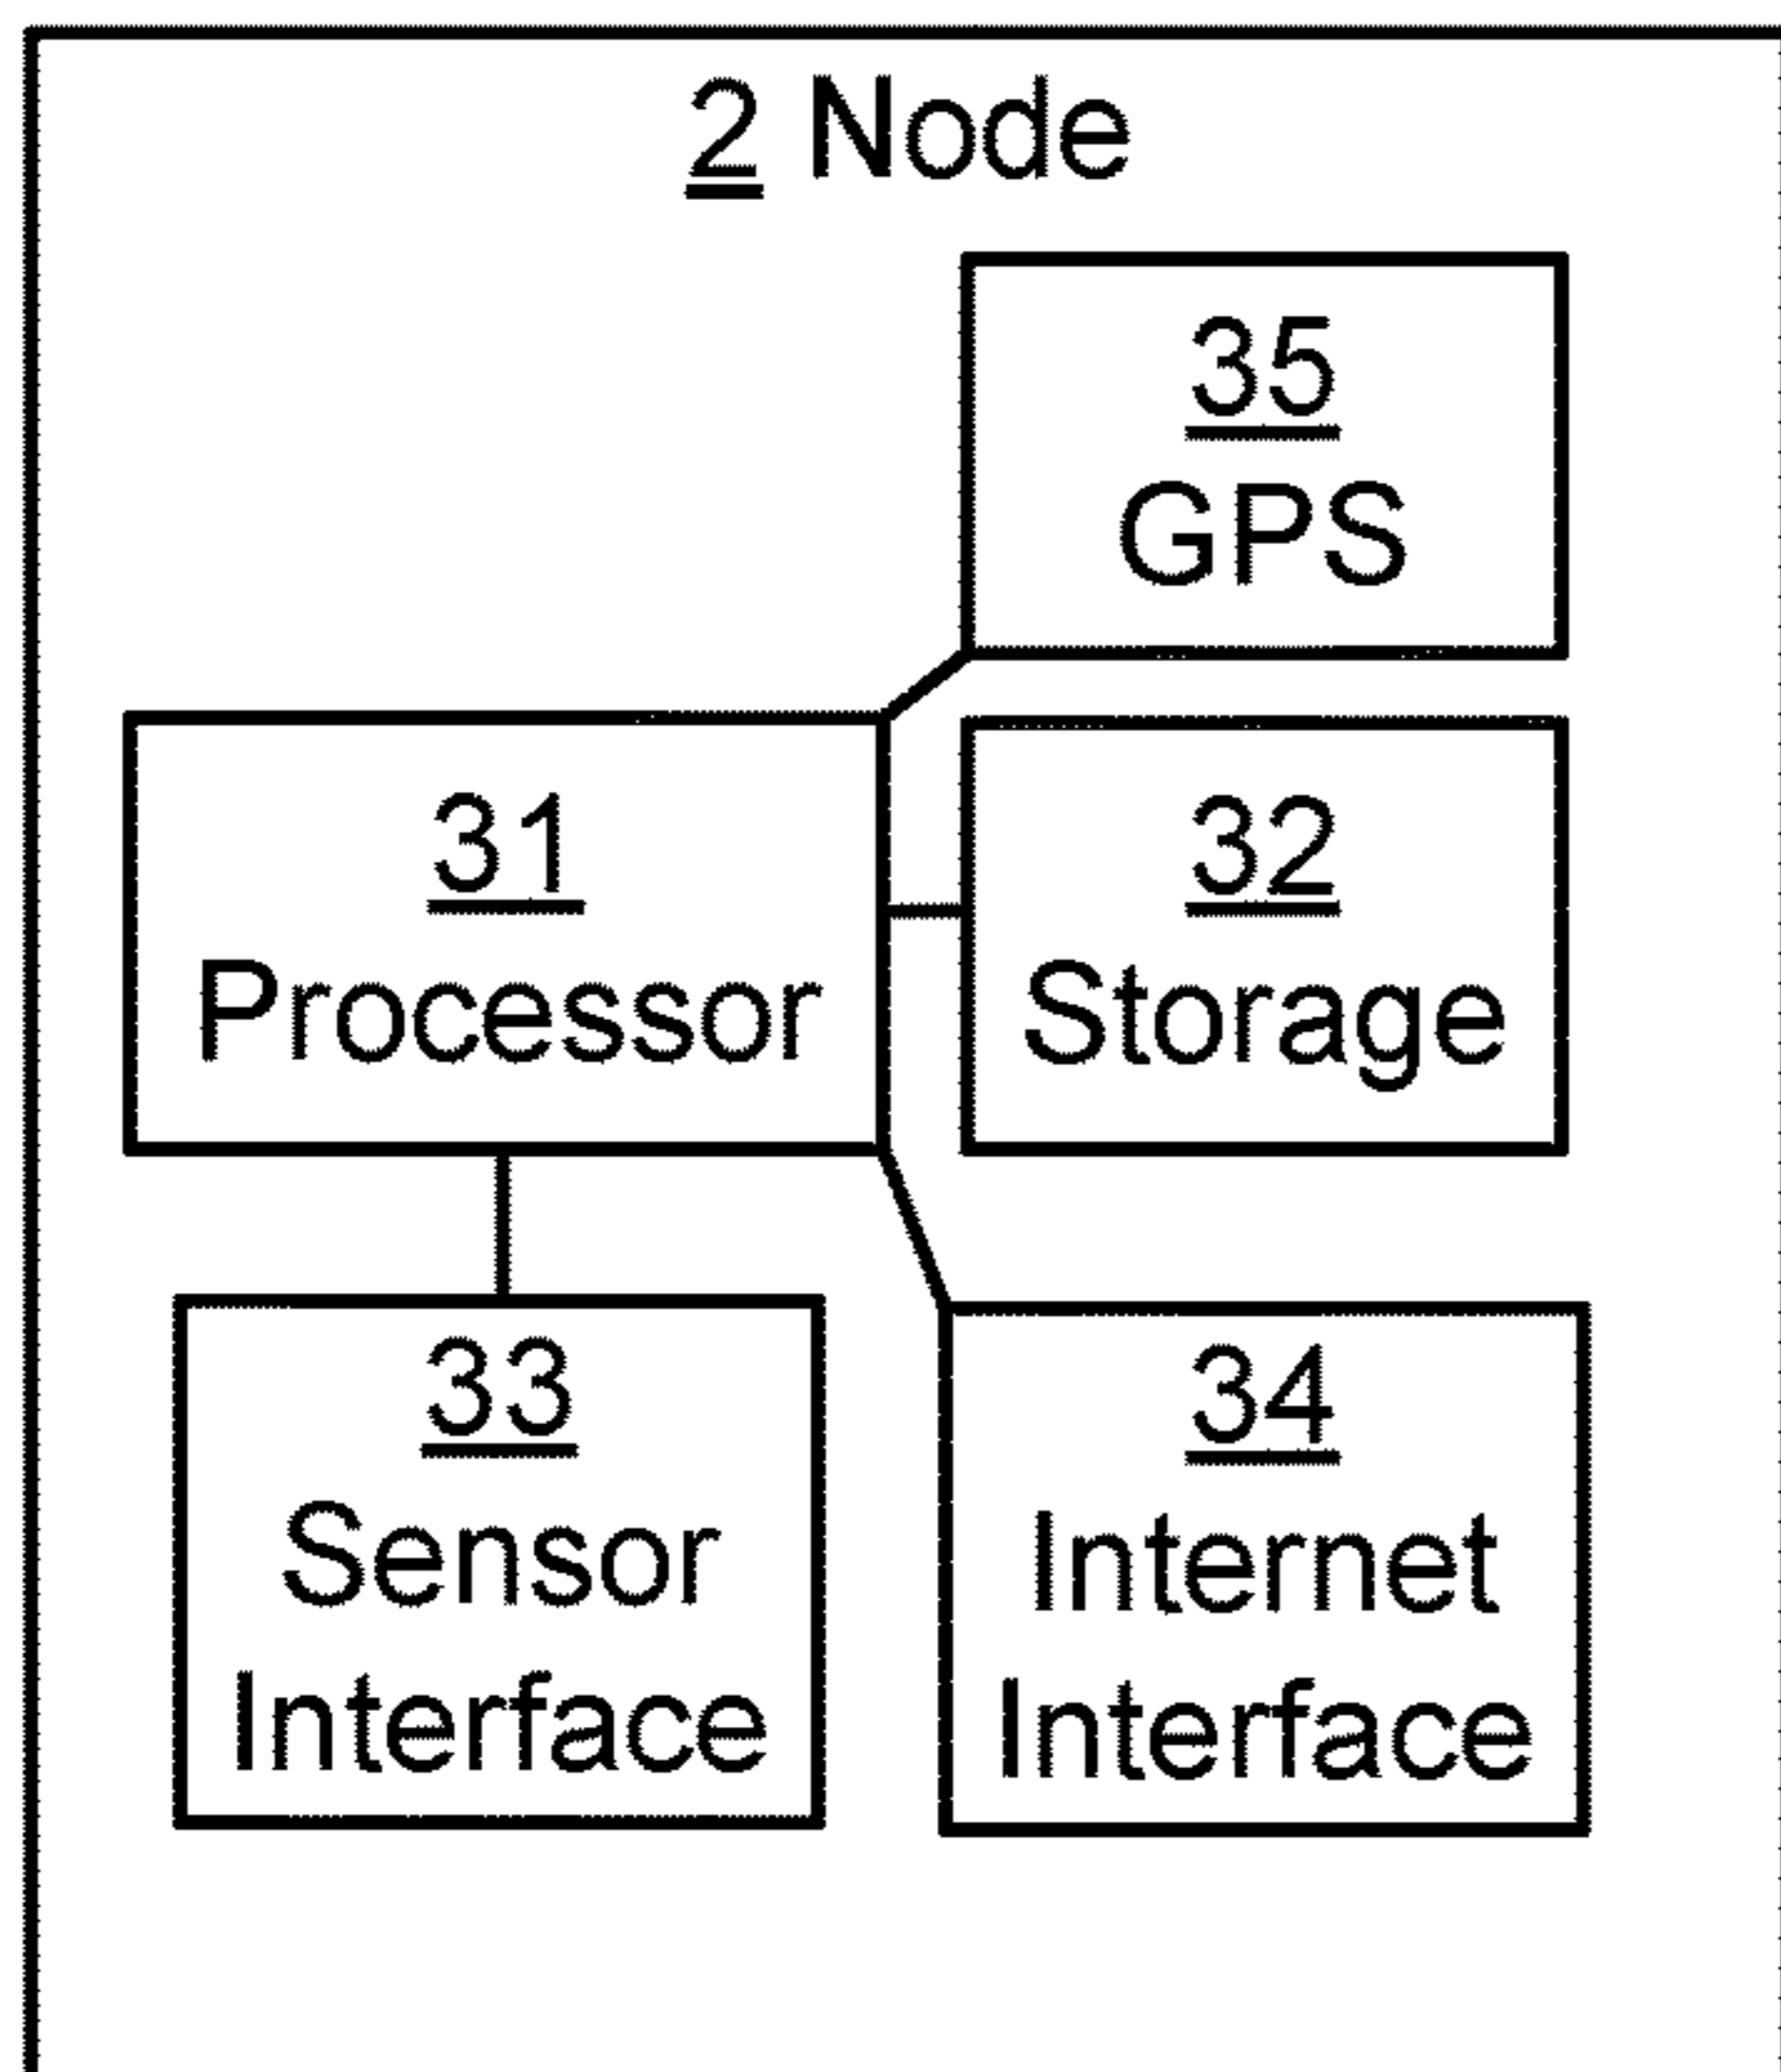 2 Node
35
GPS
31
Processor
32
Storage
33
Sensor
Interface
34
Internet
Interface